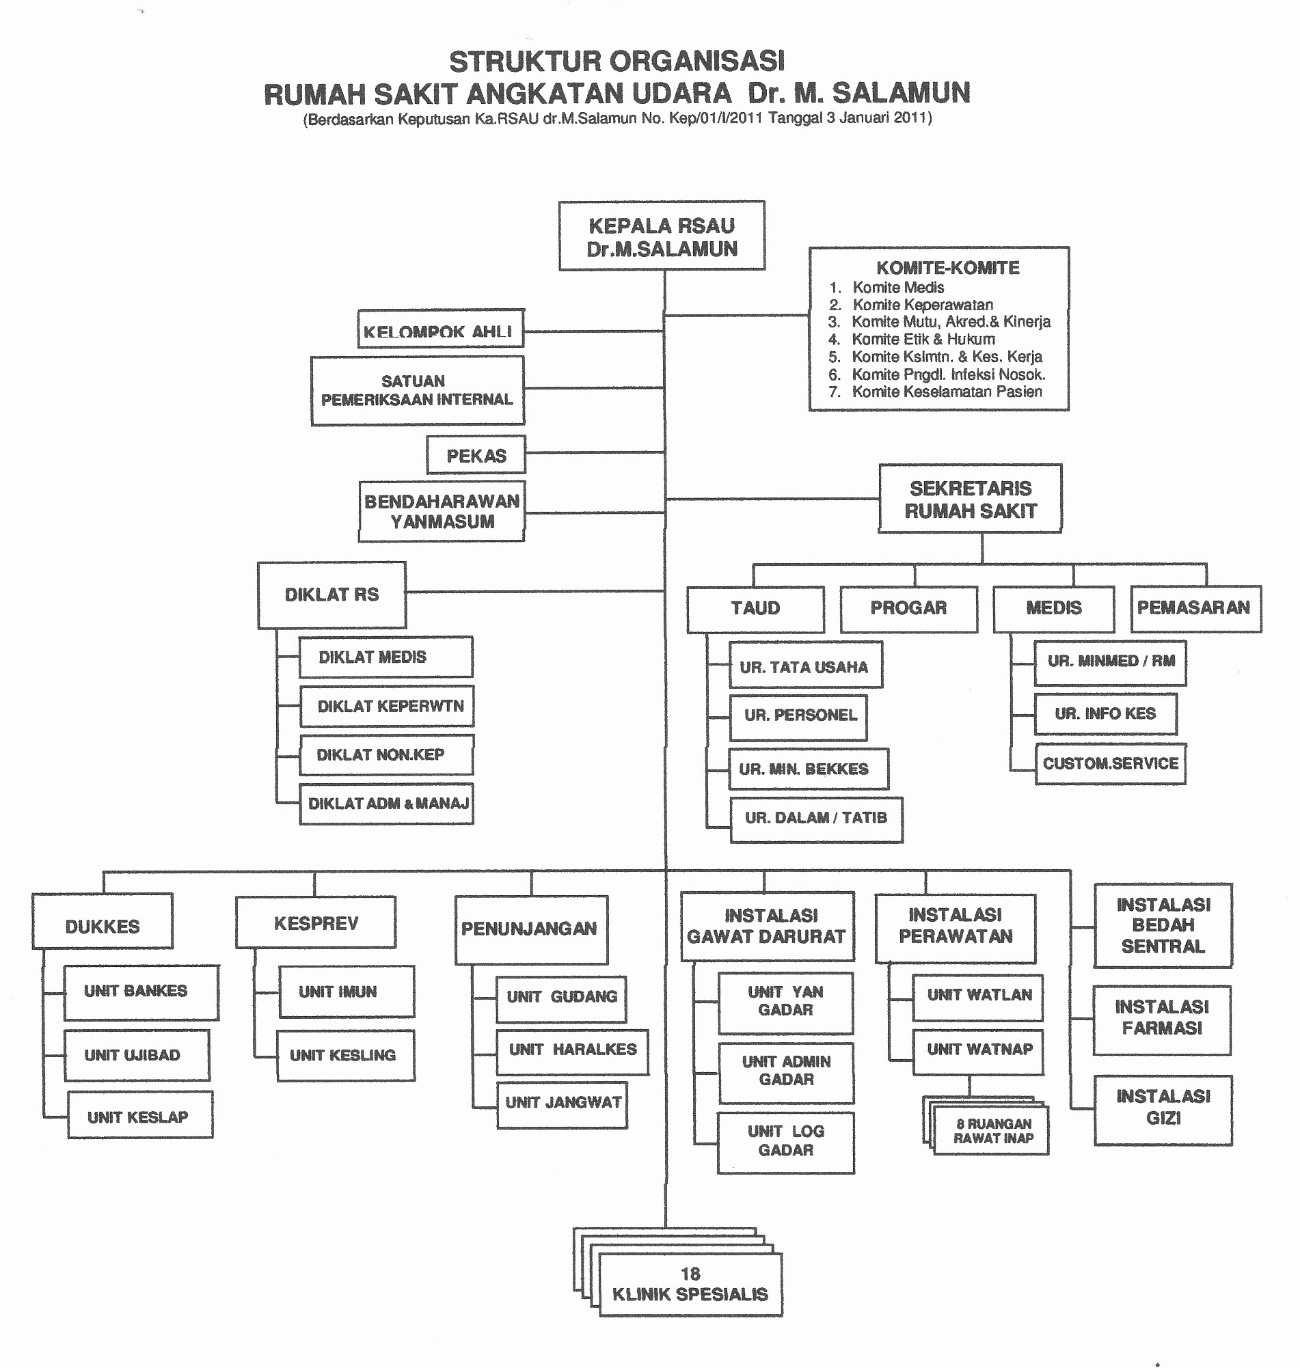 STRUKTUR ORGANISASI
RUMAH SAKIT ANGKATAN UDARA Dr. M. SALAMUN
(Berdasarkan Keputusan Ka.RSAU dr.M.Salamun No. Kep/01/I/2011 Tanggal 3 Januari 2011)
KEPALA RSAU
Dr.M.SALAMUN
KOMITE-KOMITE
1. Komite Medis
2. Komite Keperawatan
3. Komite Mutu, Akred.& Kinerja
4. Komite Etik & Hukum
5. Komite Kslmtn. & Kes. Kerja
6. Komite Pngdl. Infeksi Nosok.
7. Komite Keselamatan Pasien
KELOMPOK AHLI
SATUAN
PEMERIKSAAN INTERNAL
PEKAS
BENDAHARAWAN
YANMASUM
SEKRETARIS
RUMAH SAKIT
DIKLAT RS
DIKLAT MEDIS
DIKLAT KEPERWTN
DIKLAT NON.KEP
DIKLAT ADM & MANAJ
TAUD
UR. TATA USAHA
UR. PERSONEL
UR. MIN. BEKKES
UR. DALAM / TATIB
PROGAR
MEDIS
UR. MINMED / RM
UR. INFO KES
CUSTOM.SERVICE
PEMASARAN
DUKKES
UNIT BANKES
UNIT UJIBAD
UNIT KESLAP
KESPREV
UNIT IMUN
UNIT KESLING
PENUNJANGAN
UNIT GUDANG
UNIT HARALKES
UNIT JANGWAT
INSTALASI
GAWAT DARURAT
UNIT YAN
GADAR
UNIT ADMIN
GADAR
UNIT LOG
GADAR
INSTALASI
PERAWATAN
UNIT WATLAN
UNIT WATNAP
8 RUANGAN
RAWAT INAP
INSTALASI
BEDAH
SENTRAL
INSTALASI
FARMASI
INSTALASI
GIZI
18
KLINIK SPESIALIS